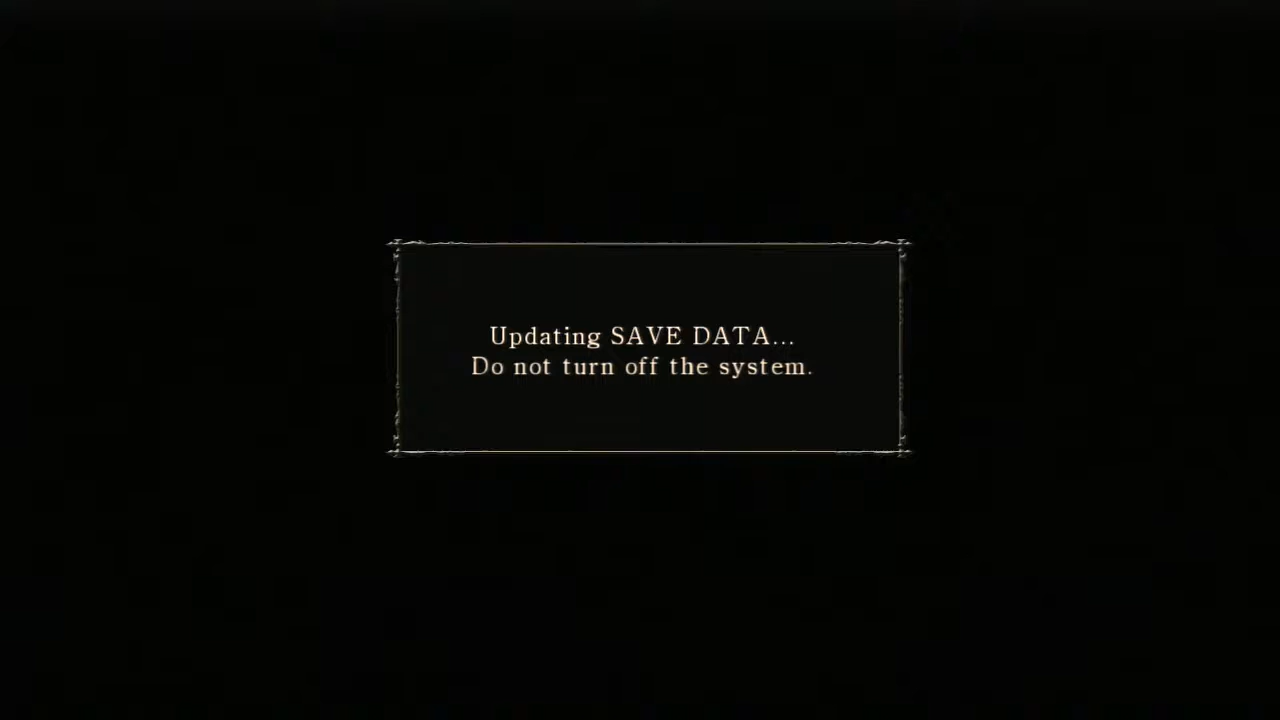 Updating SAVE DATA...
Do not turn off the system.